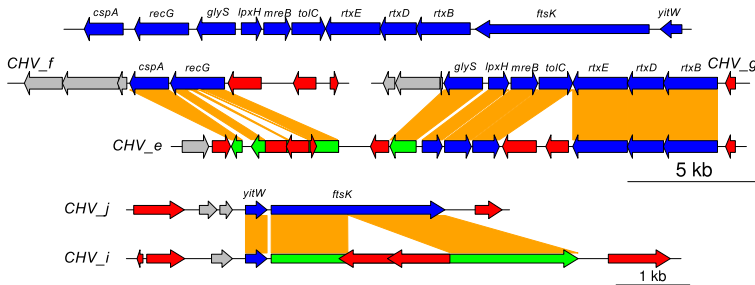 cspA recG glyS lpxH mreB tolC rtxE rtxD rtxB ftsK yitW
CHV_f cspA recG glyS lpxH mreB tolC rtxE rtxD rtxB CHV_g
CHV_e
5 kb
CHV_j yitW ftsK
CHV_i
1 kb